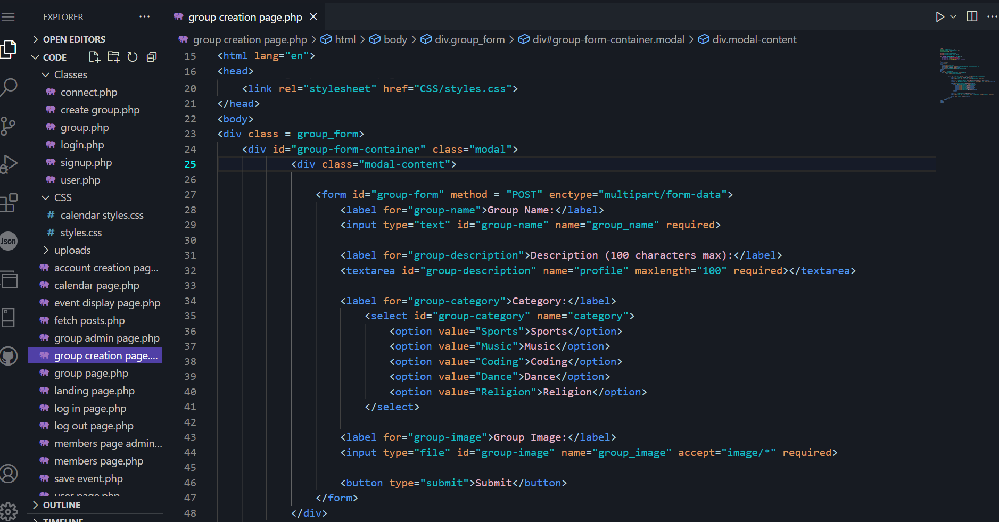 EXPLORER
OPEN EDITORS
CODE
Classes
connect.php
create group.php
group.php
login.php
signup.php
user.php
CSS
# calendar styles.css
# styles.css
uploads
account creation pag...
calendar page.php
event display page.php
fetch posts.php
group admin page.php
group creation page....
group page.php
landing page.php
log in page.php
log out page.php
members page admin...
members page.php
save event.php
user page.php
OUTLINE
TIMELINE
Json
group creation page.php
group creation page.php > html > body > div.group_form > div#group-form-container.modal > div.modal-content
15 <html lang="en">
16 <head>
20 <link rel="stylesheet" href="CSS/styles.css">
21 </head>
22 <body>
23 <div class = group_form>
24 <div id="group-form-container" class="modal">
25 <div class="modal-content">
26
27 <form id="group-form" method = "POST" enctype="multipart/form-data">
28 <label for="group-name">Group Name:</label>
29 <input type="text" id="group-name" name="group_name" required>
30
31 <label for="group-description">Description (100 characters max):</label>
32 <textarea id="group-description" name="profile" maxlength="100" required></textarea>
33
34 <label for="group-category">Category:</label>
35 <select id="group-category" name="category">
36 <option value="Sports">Sports</option>
37 <option value="Music">Music</option>
38 <option value="Coding">Coding</option>
39 <option value="Dance">Dance</option>
40 <option value="Religion">Religion</option>
41 </select>
42
43 <label for="group-image">Group Image:</label>
44 <input type="file" id="group-image" name="group_image" accept="image/*" required>
45
46 <button type="submit">Submit</button>
47 </form>
48 </div>